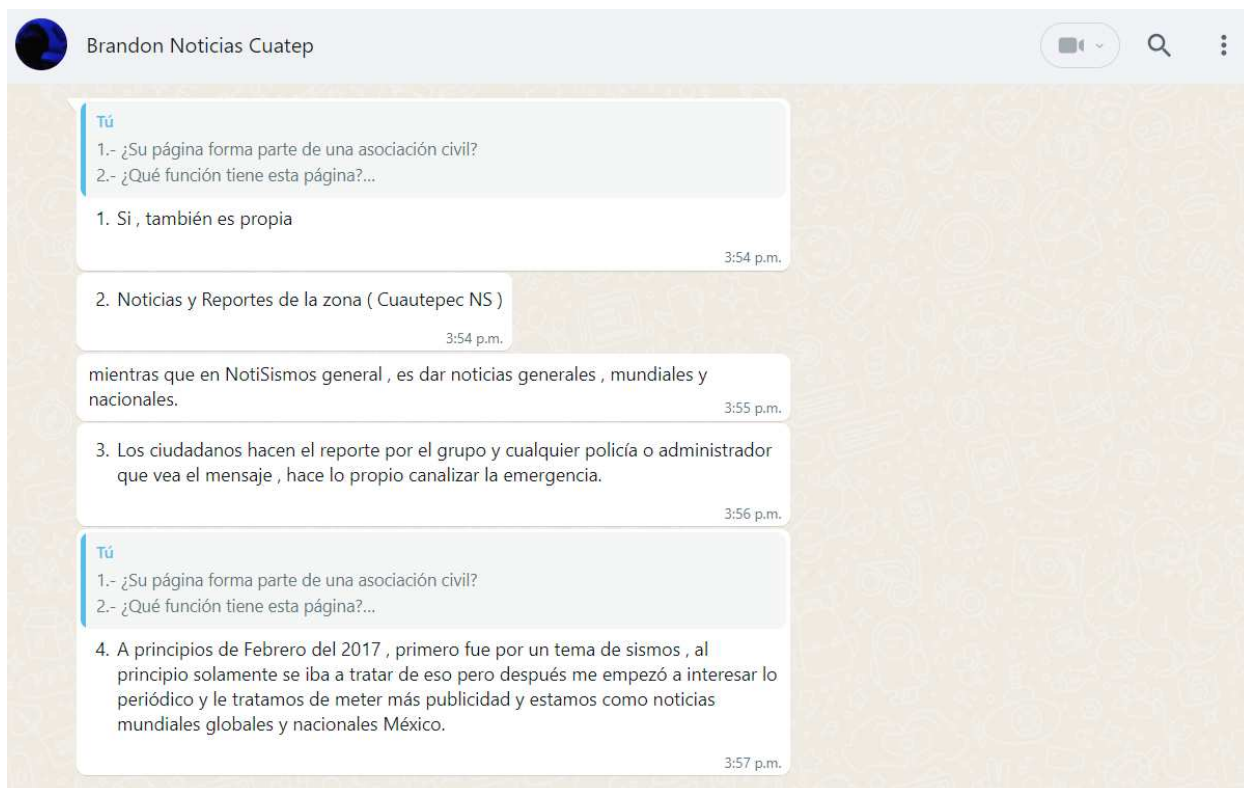 Brandon Noticias Cuatep
Tú
1.- ¿Su página forma parte de una asociación civil?
2.- ¿Qué función tiene esta página?...
1. Si , también es propia
3:54 p.m.
2. Noticias y Reportes de la zona ( Cuautepec NS )
3:54 p.m.
mientras que en NotiSismos general , es dar noticias generales , mundiales y
nacionales.
3:55 p.m.
3. Los ciudadanos hacen el reporte por el grupo y cualquier policía o administrador
que vea el mensaje , hace lo propio canalizar la emergencia.
3:56 p.m.
Tú
1.- ¿Su página forma parte de una asociación civil?
2.- ¿Qué función tiene esta página?...
4. A principios de Febrero del 2017 , primero fue por un tema de sismos , al
principio solamente se iba a tratar de eso pero después me empezó a interesar lo
periódico y le tratamos de meter más publicidad y estamos como noticias
mundiales globales y nacionales México.
3:57 p.m.